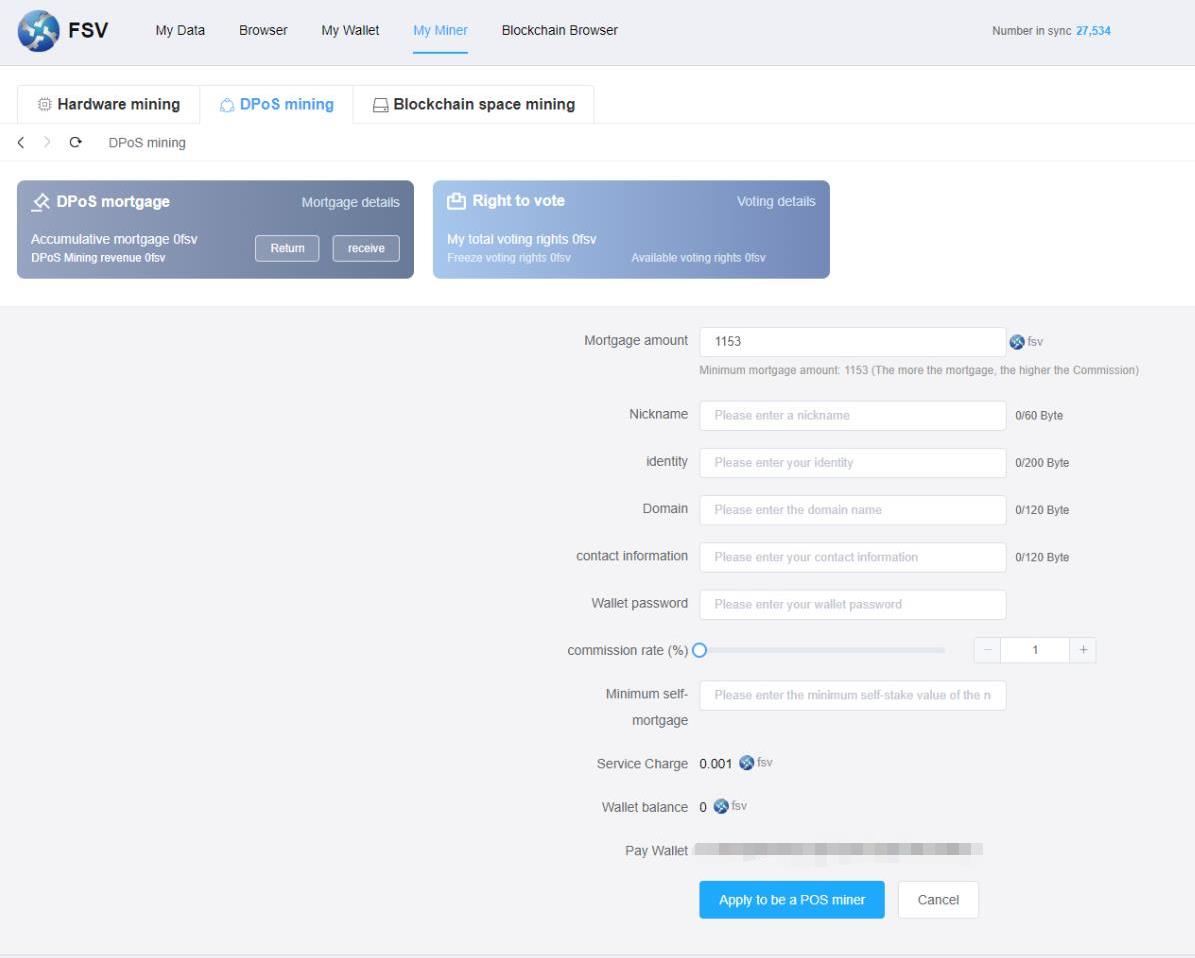 FSV
My Data
Browser
My Wallet
My Miner
Blockchain Browser
Number in sync 27,534
Hardware mining
DPoS mining
Blockchain space mining
DPoS mining
DPoS mortgage
Mortgage details
Accumulative mortgage 0fsv
DPoS Mining revenue 0fsv
Return
receive
Right to vote
Voting details
My total voting rights 0fsv
Freeze voting rights 0fsv
Available voting rights 0fsv
Mortgage amount
1153
fsv
Minimum mortgage amount: 1153 (The more the mortgage, the higher the Commission)
Nickname
Please enter a nickname
0/60 Byte
identity
Please enter your identity
0/200 Byte
Domain
Please enter the domain name
0/120 Byte
contact information
Please enter your contact information
0/120 Byte
Wallet password
Please enter your wallet password
commission rate (%)
− 1 +
Minimum self-
mortgage
Please enter the minimum self-stake value of the n
Service Charge 0.001 fsv
Wallet balance 0 fsv
Pay Wallet
Apply to be a POS miner
Cancel